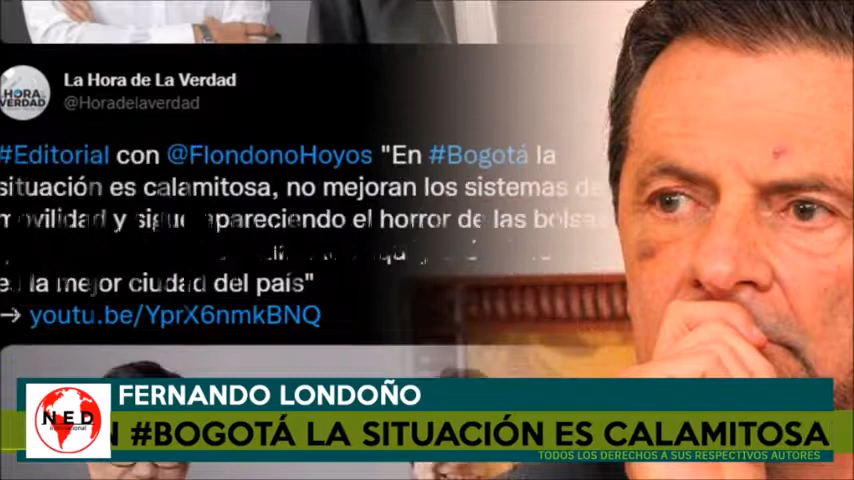 La Hora de La Verdad
HORA
VERDAD
@Horadelaverdad
#Editorial con @FlondonoHoyos "En #Bogotá la
situación es calamitosa, no mejoran los sistemas de
movilidad y sigue apareciendo el horror de las bolsas
la mejor ciudad del país"
→ youtu.be/YprX6nmkBNQ
FERNANDO LONDOÑO
NED
#BOGOTÁ LA SITUACIÓN ES CALAMITOSA
TODOS LOS DERECHOS A SUS RESPECTIVOS AUTORES